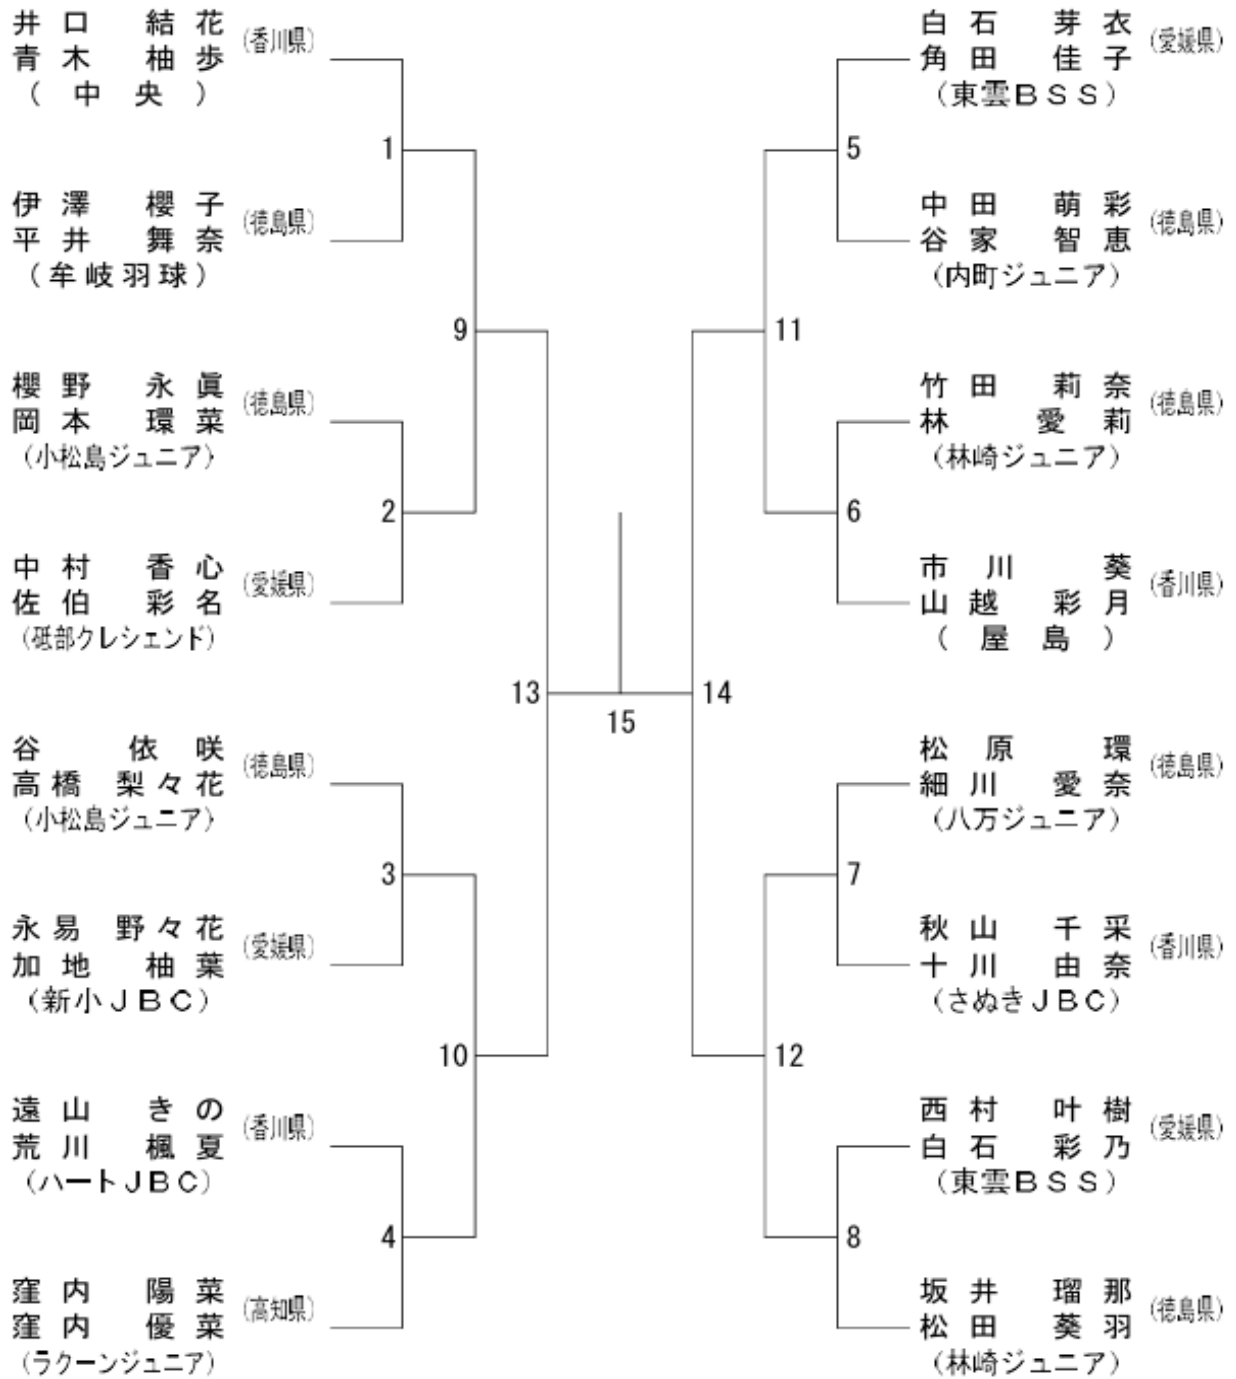 井口 結花 (香川県)
青木 柚歩
(中央)
1
伊澤 櫻子 (徳島県)
平井 舞奈
(牟岐羽球)
9
櫻野 永眞 (徳島県)
岡本 環菜
(小松島ジュニア)
2
中村 香心 (愛媛県)
佐伯 彩名
(砥部クレシェンド)
13
谷 依咲 (徳島県)
高橋 梨々花
(小松島ジュニア)
3
永易 野々花 (愛媛県)
加地 柚葉
(新小JBC)
10
遠山 きの (香川県)
荒川 楓夏
(ハートJBC)
4
窪内 陽菜 (高知県)
窪内 優菜
(ラクーンジュニア)
15
白石 芽衣 (愛媛県)
角田 佳子
(東雲BSS)
5
中田 萌彩 (徳島県)
谷家 智恵
(内町ジュニア)
11
竹田 莉奈 (徳島県)
林 愛莉
(林崎ジュニア)
6
市川 葵 (香川県)
山越 彩月
(屋島)
14
松原 環 (徳島県)
細川 愛奈
(八万ジュニア)
7
秋山 千采 (香川県)
十川 由奈
(さぬきJBC)
12
西村 叶樹 (愛媛県)
白石 彩乃
(東雲BSS)
8
坂井 瑠那 (徳島県)
松田 葵羽
(林崎ジュニア)